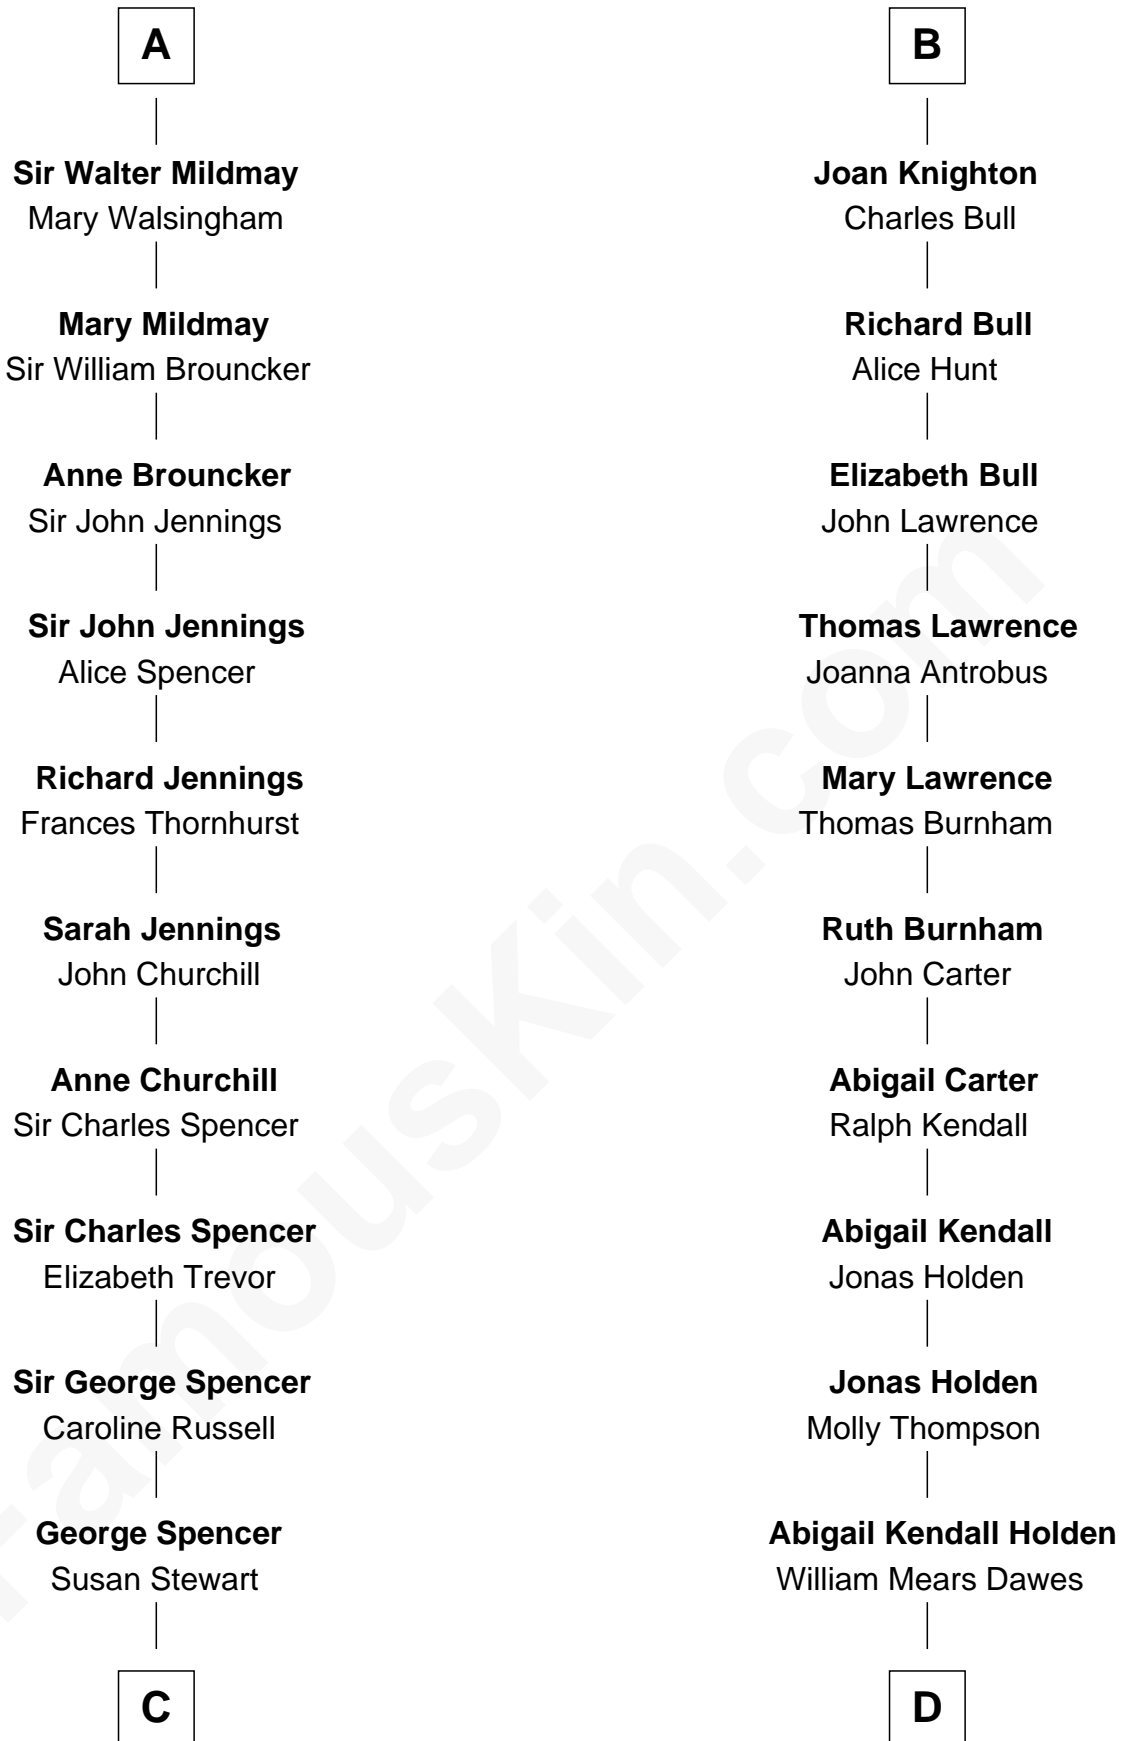 A
Sir Walter Mildmay
Mary Walsingham
Mary Mildmay
Sir William Brouncker
Anne Brouncker
Sir John Jennings
Sir John Jennings
Alice Spencer
Richard Jennings
Frances Thornhurst
Sarah Jennings
John Churchill
Anne Churchill
Sir Charles Spencer
Sir Charles Spencer
Elizabeth Trevor
Sir George Spencer
Caroline Russell
George Spencer
Susan Stewart
C
B
Joan Knighton
Charles Bull
Richard Bull
Alice Hunt
Elizabeth Bull
John Lawrence
Thomas Lawrence
Joanna Antrobus
Mary Lawrence
Thomas Burnham
Ruth Burnham
John Carter
Abigail Carter
Ralph Kendall
Abigail Kendall
Jonas Holden
Jonas Holden
Molly Thompson
Abigail Kendall Holden
William Mears Dawes
D
FamousKin.com